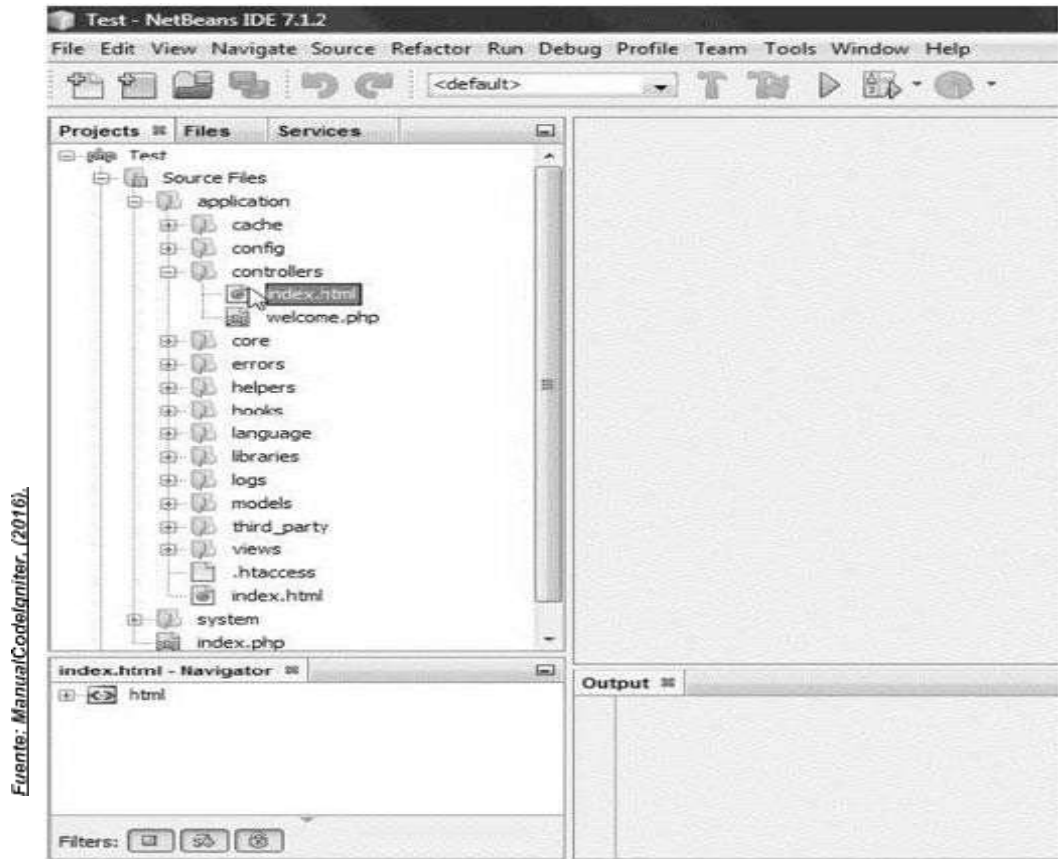 Test - NetBeans IDE 7.1.2
File Edit View Navigate Source Refactor Run Debug Profile Team Tools Window Help
<default>
Projects Files Services
Test
Source Files
application
cache
config
controllers
index.html
welcome.php
core
errors
helpers
hooks
language
libraries
logs
models
third_party
views
.htaccess
index.html
system
index.php
index.html - Navigator
html
Filters:
Output
Fuente: ManualCodeIgniter, (2016).